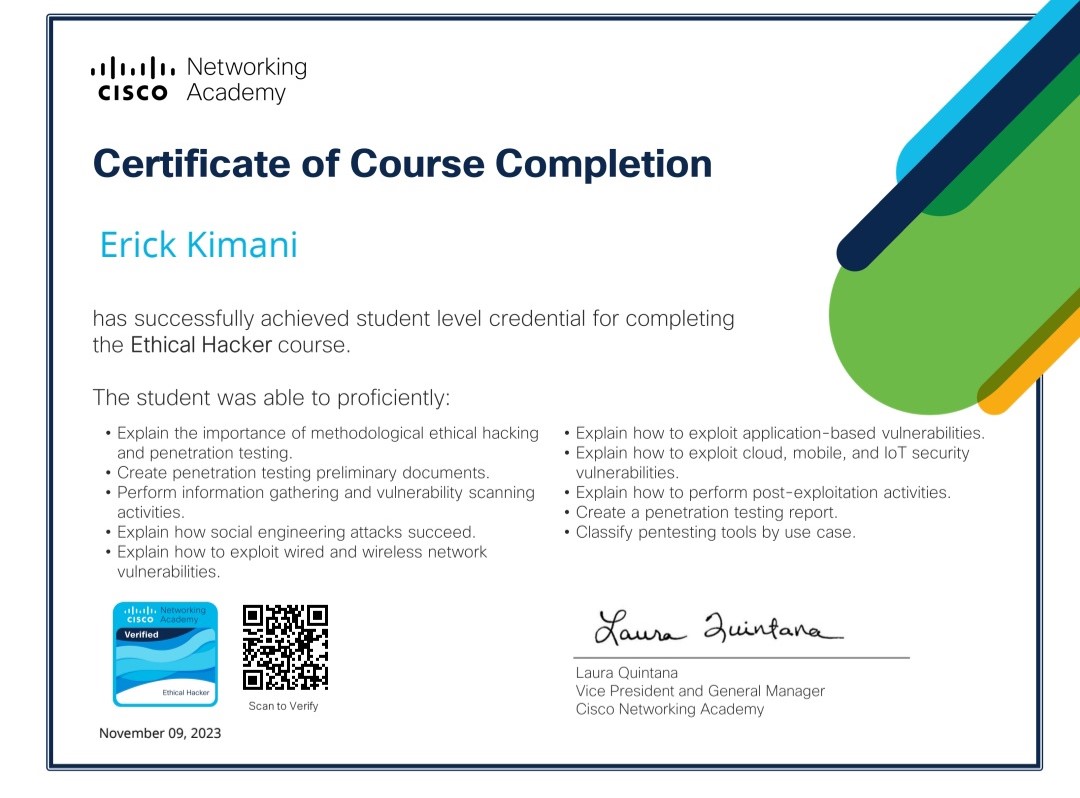 Networking
Academy
CISCO
Certificate of Course Completion
Erick Kimani
has successfully achieved student level credential for completing
the Ethical Hacker course.
The student was able to proficiently:
• Explain the importance of methodological ethical hacking
and penetration testing.
• Create penetration testing preliminary documents.
• Perform information gathering and vulnerability scanning
activities.
• Explain how social engineering attacks succeed.
• Explain how to exploit wired and wireless network
vulnerabilities.
• Explain how to exploit application-based vulnerabilities.
• Explain how to exploit cloud, mobile, and IoT security
vulnerabilities.
• Explain how to perform post-exploitation activities.
• Create a penetration testing report.
• Classify pentesting tools by use case.
Networking
CISCO Academy
Verified
Ethical Hacker
Scan to Verify
November 09, 2023
Laura Quintana
Laura Quintana
Vice President and General Manager
Cisco Networking Academy